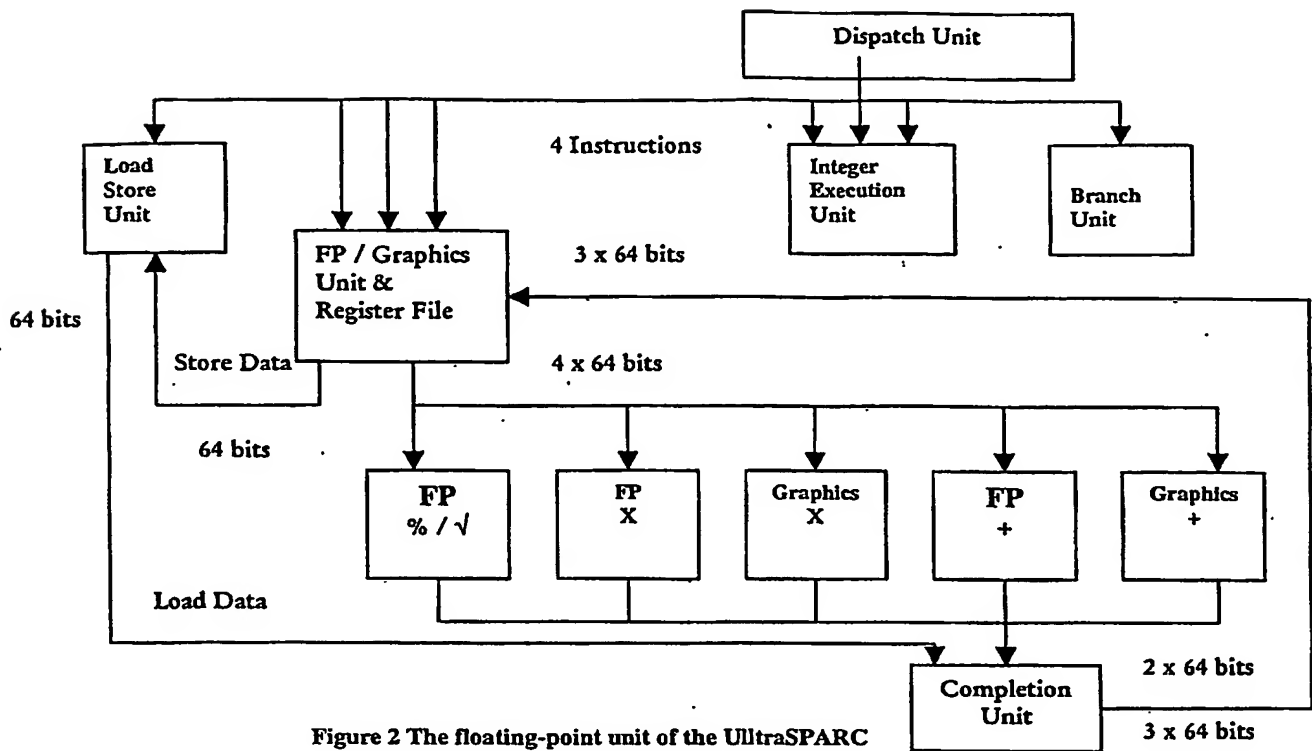 Dispatch Unit
Load
Store
Unit
4 Instructions
Integer
Execution
Unit
Branch
Unit
FP / Graphics
Unit &
Register File
3 x 64 bits
64 bits
Store Data
4 x 64 bits
64 bits
FP
% / √
FP
X
Graphics
X
FP
+
Graphics
+
Load Data
Completion
Unit
2 x 64 bits
3 x 64 bits
Figure 2 The floating-point unit of the UlltraSPARC